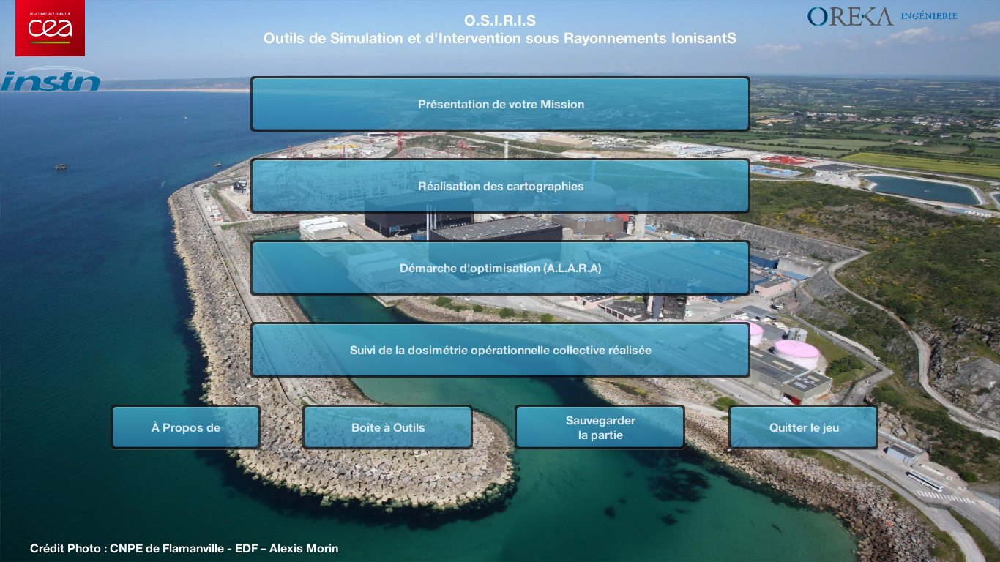 cea
O.S.I.R.I.S
Outils de Simulation et d'Intervention sous Rayonnements IonisantS
OREKA INGÉNIERIE
instn
Présentation de votre Mission
Réalisation des cartographies
Démarche d'optimisation (A.L.A.R.A)
Suivi de la dosimétrie opérationnelle collective réalisée
À Propos de
Boîte à Outils
Sauvegarder
la partie
Quitter le jeu
Crédit Photo : CNPE de Flamanville - EDF – Alexis Morin